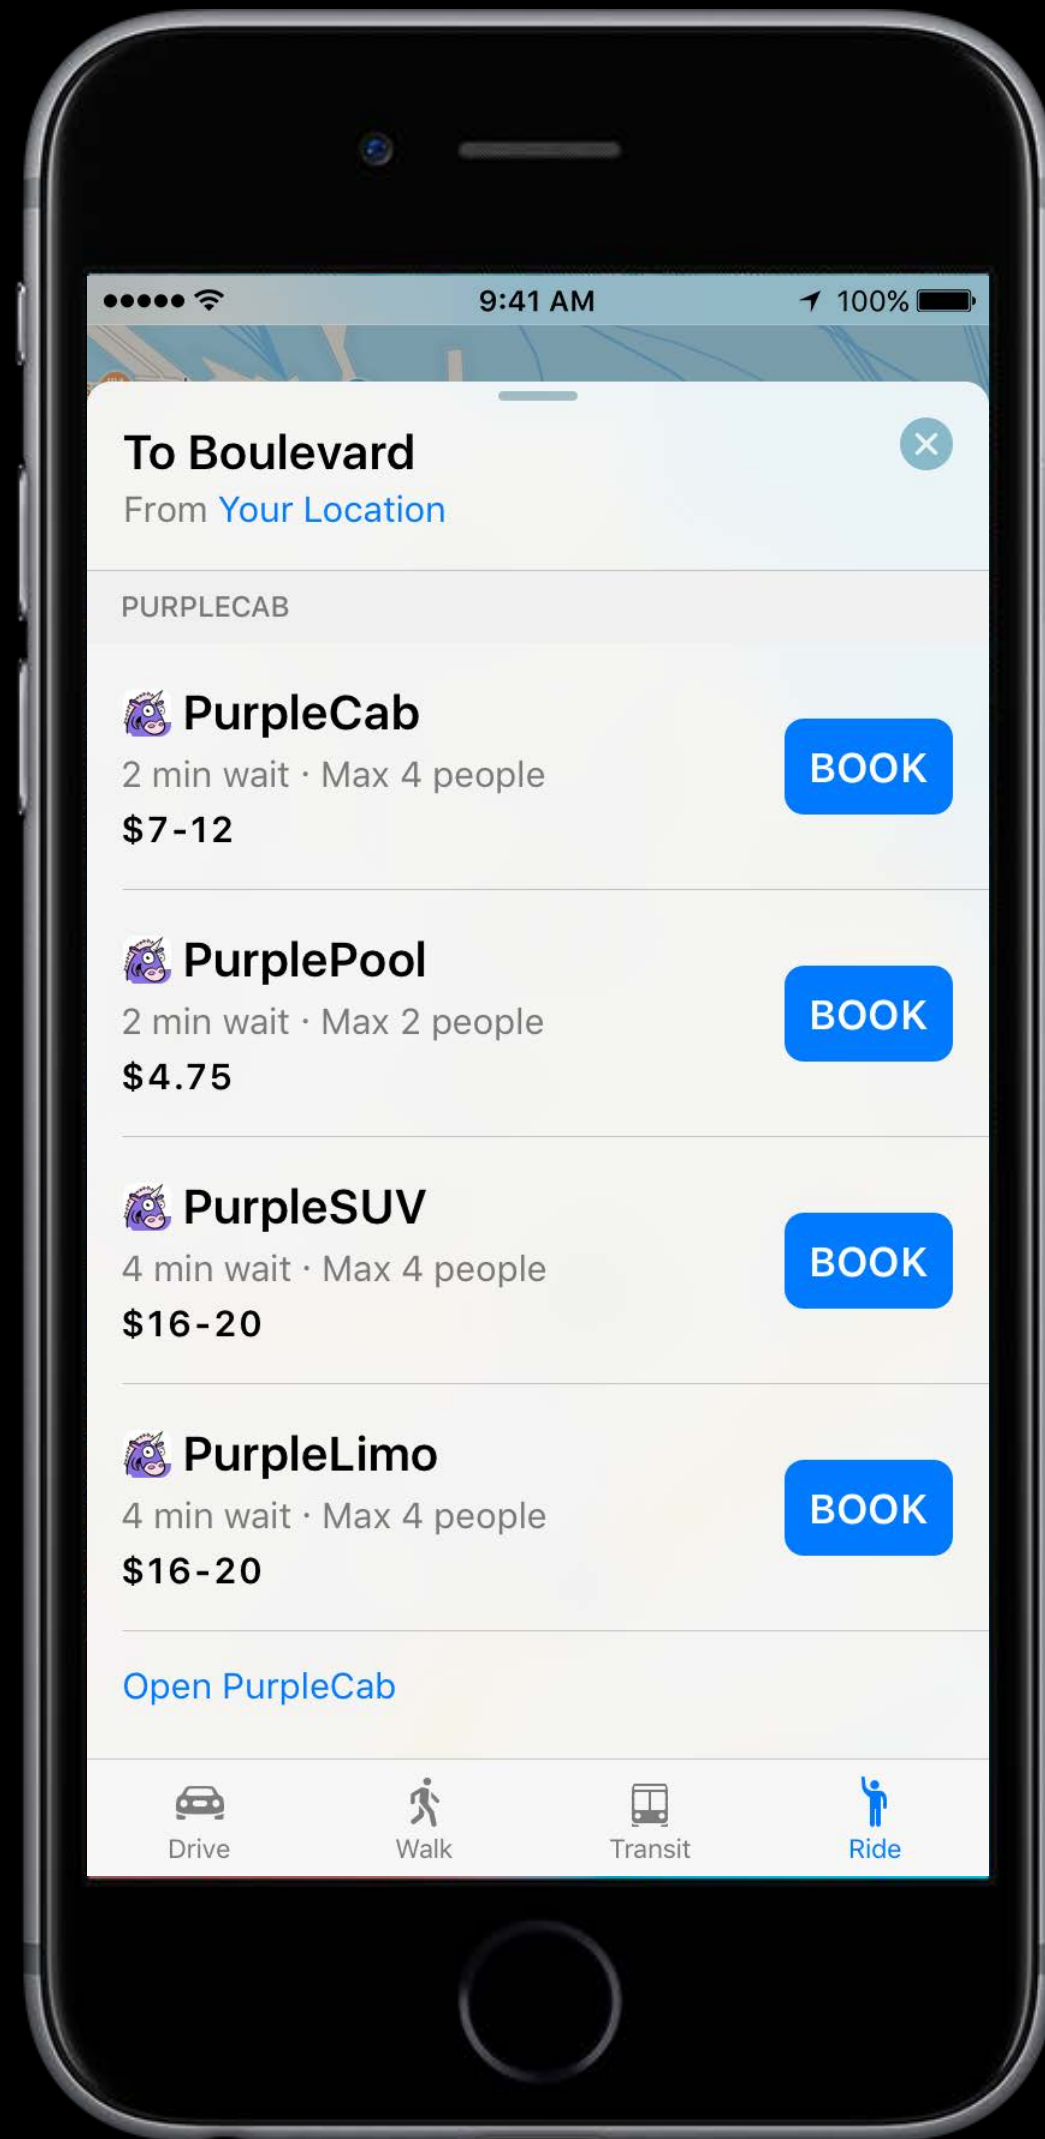 9:41 AM
100%
To Boulevard
From Your Location
PURPLECAB
PurpleCab
2 min wait · Max 4 people
$7-12
BOOK
PurplePool
2 min wait · Max 2 people
$4.75
BOOK
PurpleSUV
4 min wait · Max 4 people
$16-20
BOOK
PurpleLimo
4 min wait · Max 4 people
$16-20
BOOK
Open PurpleCab
Drive
Walk
Transit
Ride